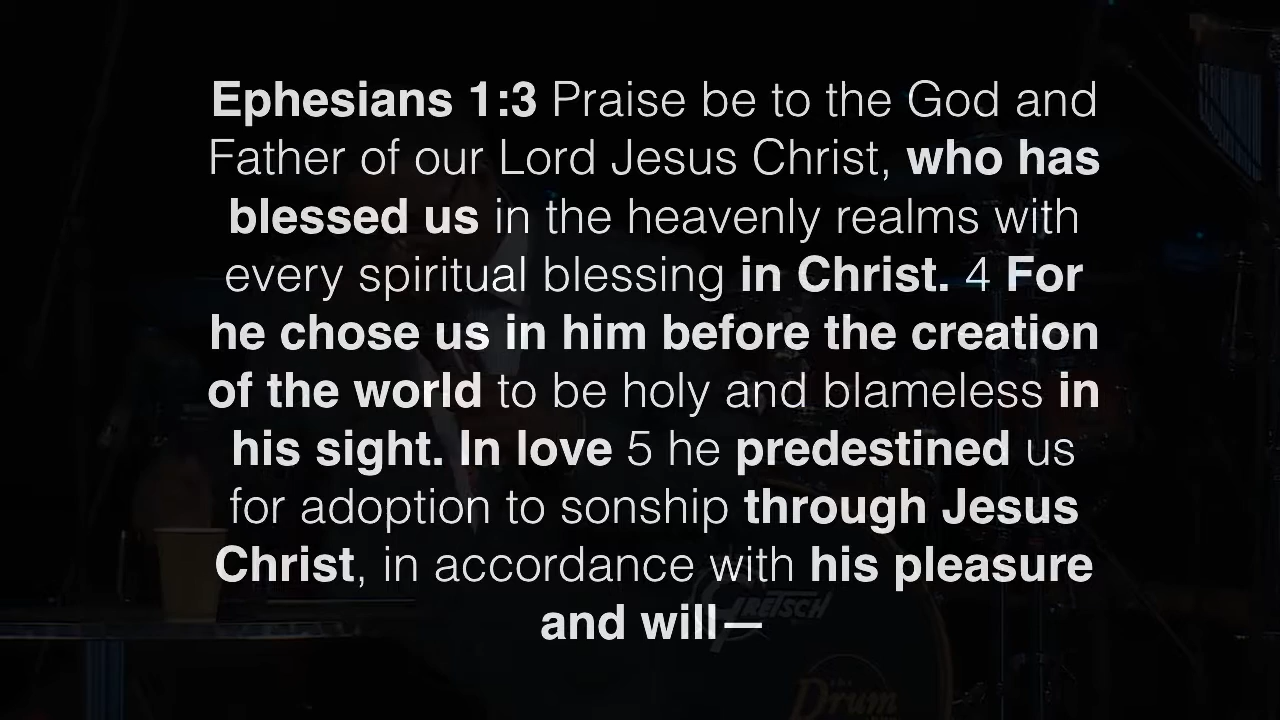 Ephesians 1:3 Praise be to the God and
Father of our Lord Jesus Christ, who has
blessed us in the heavenly realms with
every spiritual blessing in Christ. 4 For
he chose us in him before the creation
of the world to be holy and blameless in
his sight. In love 5 he predestined us
for adoption to sonship through Jesus
Christ, in accordance with his pleasure
and will—
GRETSCH
Drum